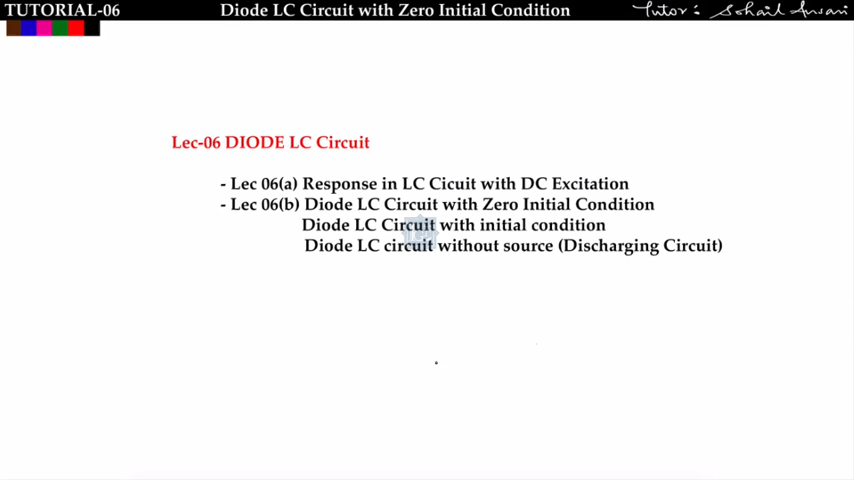 TUTORIAL-06 Diode LC Circuit with Zero Initial Condition Tutor: Sohail Ansari
Lec-06 DIODE LC Circuit
- Lec 06(a) Response in LC Cicuit with DC Excitation
- Lec 06(b) Diode LC Circuit with Zero Initial Condition
Diode LC Circuit with initial condition
Diode LC circuit without source (Discharging Circuit)